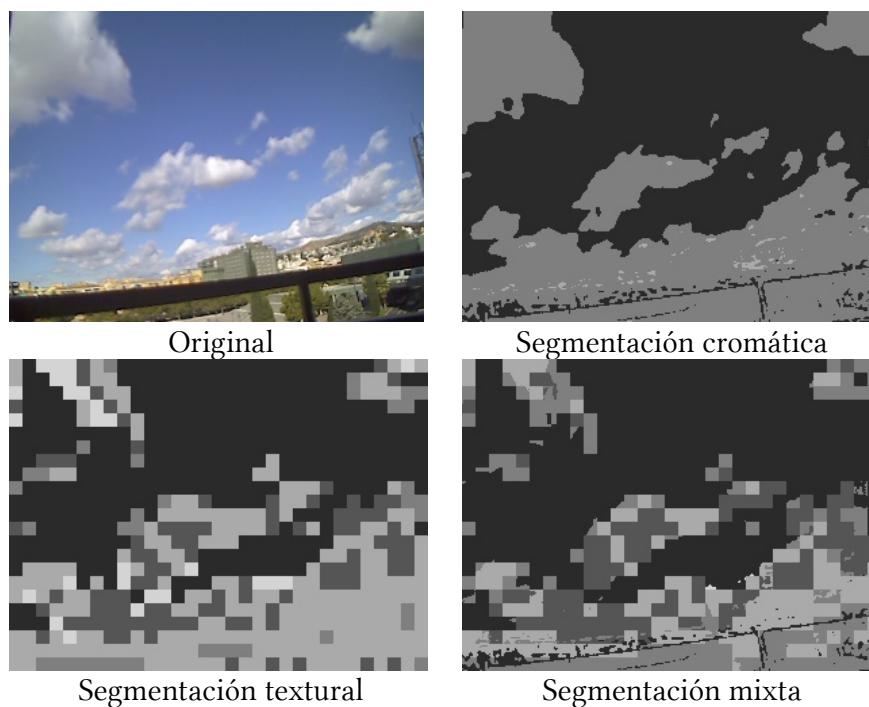 Original
Segmentación cromática
Segmentación textural
Segmentación mixta